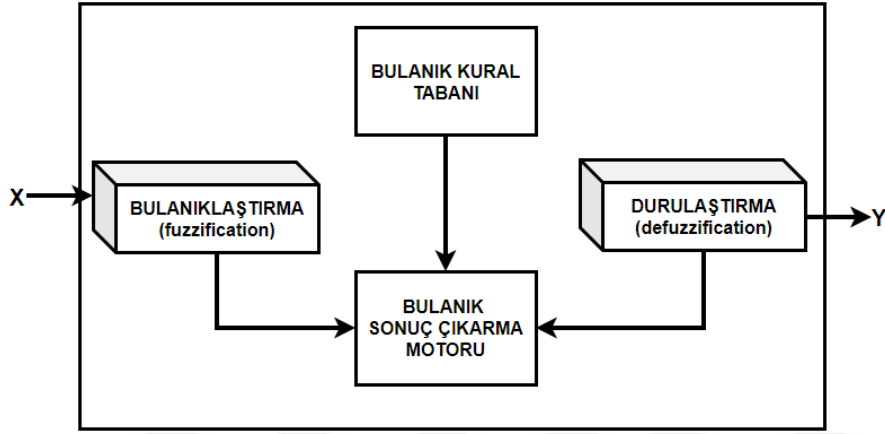 BULANIK KURAL
TABANI
X
BULANIKLAŞTIRMA
(fuzzification)
DURULAŞTIRMA
(defuzzification)
Y
BULANIK
SONUÇ ÇIKARMA
MOTORU